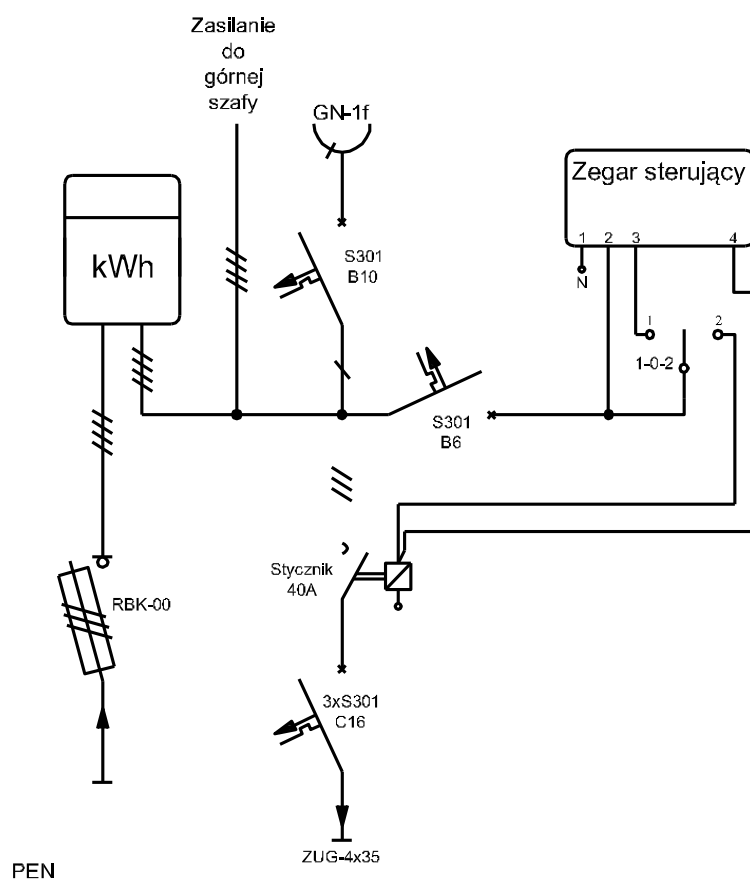 Zasilanie
do
górnej
szafy
GN-1f
Zegar sterujący
kWh
1 2 3 4
N
S301
B10
1 2
1-0-2
S301
B6
Stycznik
40A
RBK-00
3xS301
C16
ZUG-4x35
PEN